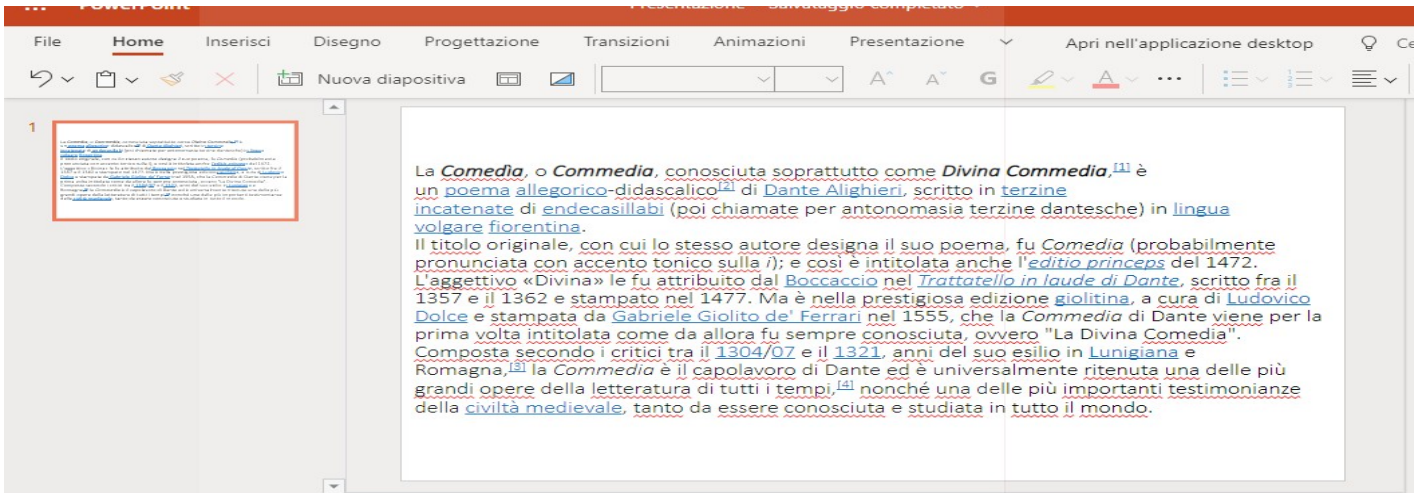 PowerPoint Presentazione - Salvataggio completato
File Home Inserisci Disegno Progettazione Transizioni Animazioni Presentazione Apri nell'applicazione desktop Ce
Nuova diapositiva A A G A
1
La Comedìa, o Commedia, conosciuta soprattutto come Divina Commedia,[1] è
un poema allegorico-didascalico[2] di Dante Alighieri, scritto in terzine
incatenate di endecasillabi (poi chiamate per antonomasia terzine dantesche) in lingua
volgare fiorentina.
Il titolo originale, con cui lo stesso autore designa il suo poema, fu Comedia (probabilmente
pronunciata con accento tonico sulla i); e così è intitolata anche l'editio princeps del 1472.
L'aggettivo «Divina» le fu attribuito dal Boccaccio nel Trattatello in laude di Dante, scritto fra il
1357 e il 1362 e stampato nel 1477. Ma è nella prestigiosa edizione giolitina, a cura di Ludovico
Dolce e stampata da Gabriele Giolito de' Ferrari nel 1555, che la Commedia di Dante viene per la
prima volta intitolata come da allora fu sempre conosciuta, ovvero "La Divina Comedia".
Composta secondo i critici tra il 1304/07 e il 1321, anni del suo esilio in Lunigiana e
Romagna,[3] la Commedia è il capolavoro di Dante ed è universalmente ritenuta una delle più
grandi opere della letteratura di tutti i tempi,[4] nonché una delle più importanti testimonianze
della civiltà medievale, tanto da essere conosciuta e studiata in tutto il mondo.